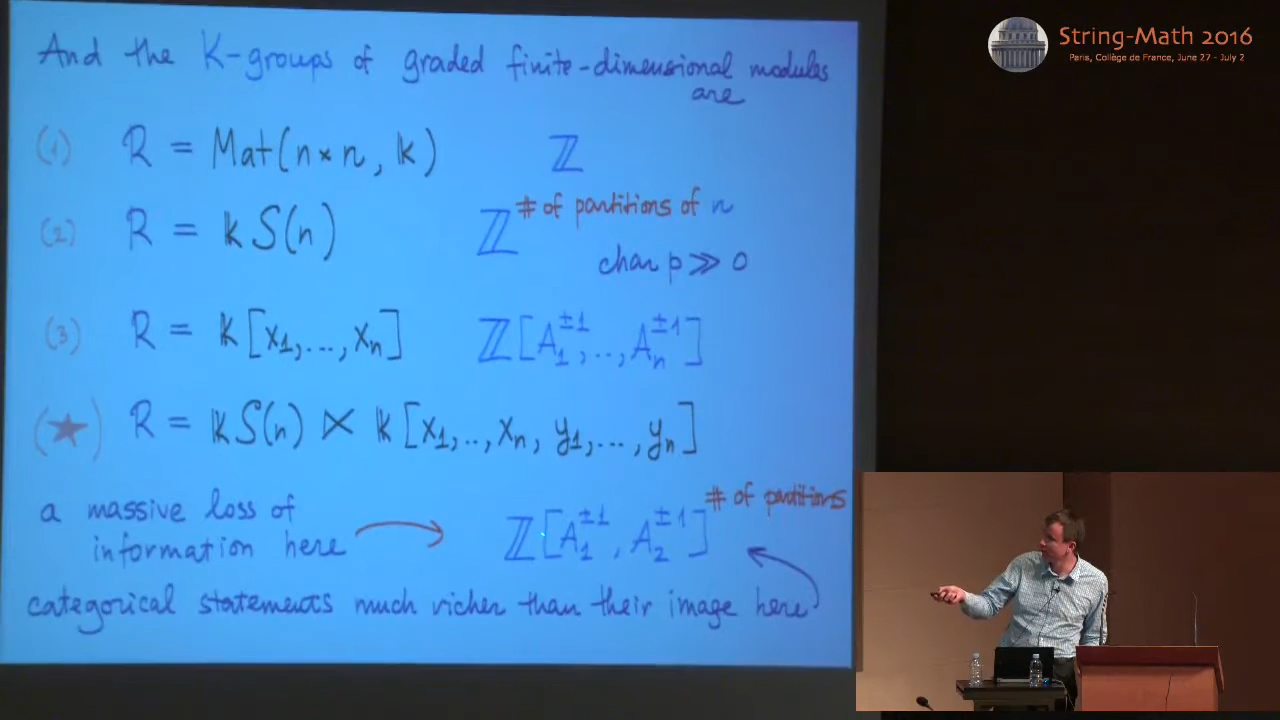 And the K-groups of graded finite-dimensional modules
are
(1) R = Mat(n×n, 𝕜) ℤ
(2) R = 𝕜S(n) ℤ^# of partitions of n
char p ≫ 0
(3) R = 𝕜[x₁,...,xₙ] ℤ[A₁^±1,..,Aₙ^±1]
(★) R = 𝕜S(n) ⋉ 𝕜[x₁,..,xₙ, y₁,...,yₙ]
a massive loss of
information here → ℤ[A₁^±1, A₂^±1]^# of partitions
categorical statements much richer than their image here
String-Math 2016
Paris, Collège de France, June 27 - July 2